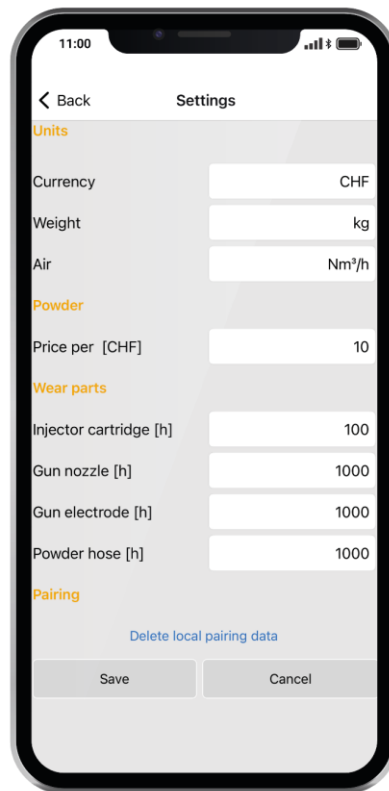 11:00
Back Settings
Units
Currency CHF
Weight kg
Air Nm³/h
Powder
Price per [CHF] 10
Wear parts
Injector cartridge [h] 100
Gun nozzle [h] 1000
Gun electrode [h] 1000
Powder hose [h] 1000
Pairing
Delete local pairing data
Save Cancel